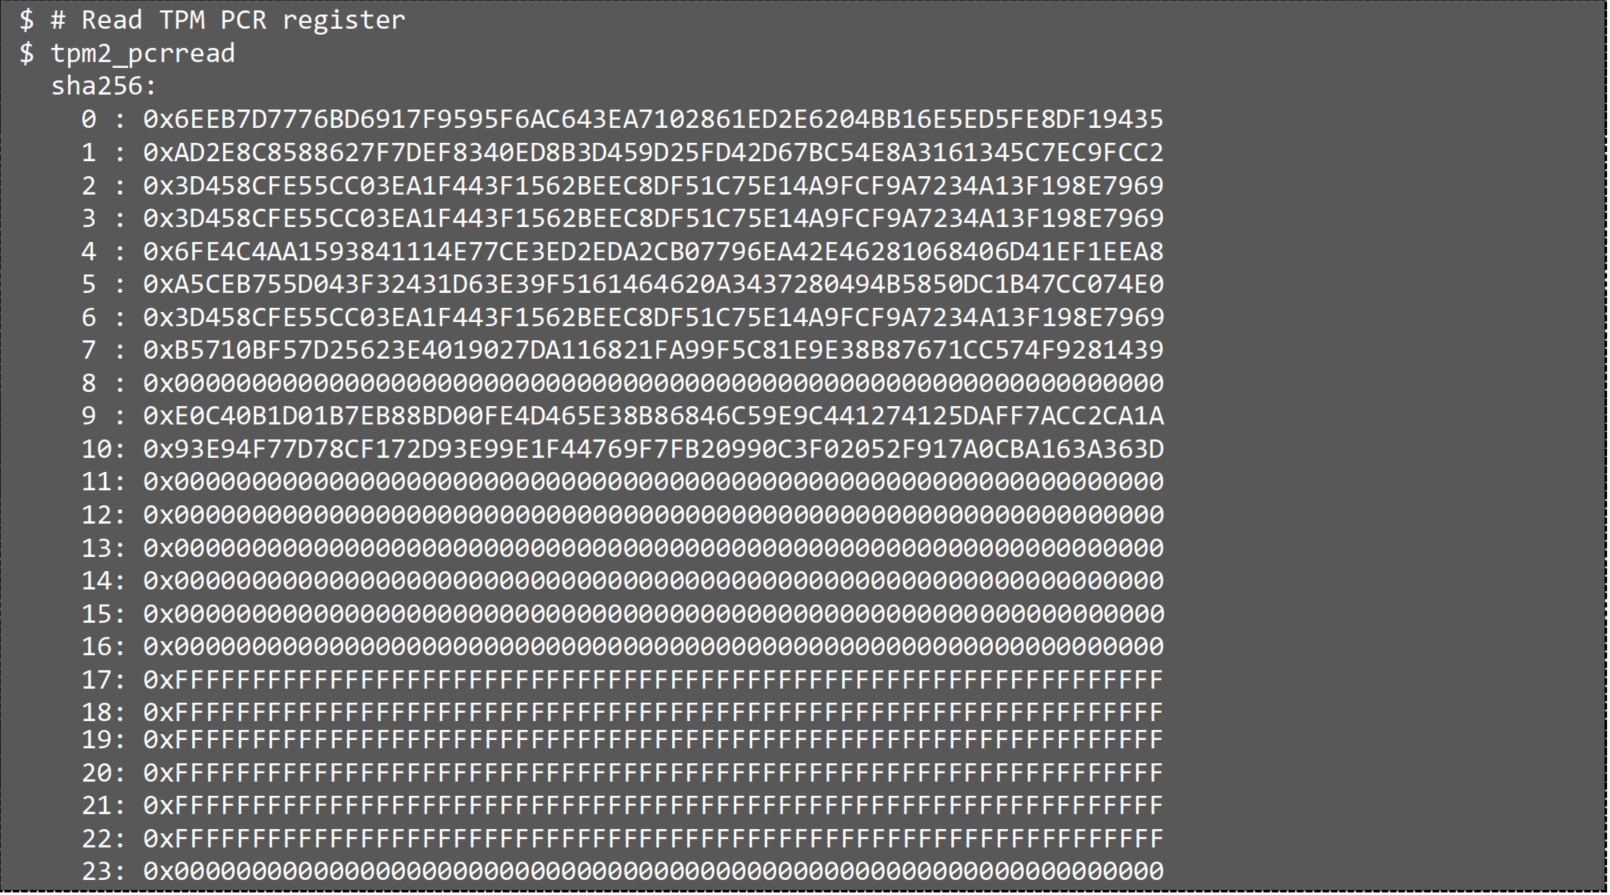 $ # Read TPM PCR register
$ tpm2_pcrread
sha256:
0 : 0x6EEB7D7776BD6917F9595F6AC643EA7102861ED2E6204BB16E5ED5FE8DF19435
1 : 0xAD2E8C8588627F7DEF8340ED8B3D459D25FD42D67BC54E8A3161345C7EC9FCC2
2 : 0x3D458CFE55CC03EA1F443F1562BEEC8DF51C75E14A9FCF9A7234A13F198E7969
3 : 0x3D458CFE55CC03EA1F443F1562BEEC8DF51C75E14A9FCF9A7234A13F198E7969
4 : 0x6FE4C4AA1593841114E77CE3ED2EDA2CB07796EA42E46281068406D41EF1EEA8
5 : 0xA5CEB755D043F32431D63E39F5161464620A3437280494B5850DC1B47CC074E0
6 : 0x3D458CFE55CC03EA1F443F1562BEEC8DF51C75E14A9FCF9A7234A13F198E7969
7 : 0xB5710BF57D25623E4019027DA116821FA99F5C81E9E38B87671CC574F9281439
8 : 0x0000000000000000000000000000000000000000000000000000000000000000
9 : 0xE0C40B1D01B7EB88BD00FE4D465E38B86846C59E9C441274125DAFF7ACC2CA1A
10: 0x93E94F77D78CF172D93E99E1F44769F7FB20990C3F02052F917A0CBA163A363D
11: 0x0000000000000000000000000000000000000000000000000000000000000000
12: 0x0000000000000000000000000000000000000000000000000000000000000000
13: 0x0000000000000000000000000000000000000000000000000000000000000000
14: 0x0000000000000000000000000000000000000000000000000000000000000000
15: 0x0000000000000000000000000000000000000000000000000000000000000000
16: 0x0000000000000000000000000000000000000000000000000000000000000000
17: 0xFFFFFFFFFFFFFFFFFFFFFFFFFFFFFFFFFFFFFFFFFFFFFFFFFFFFFFFFFFFFFFFF
18: 0xFFFFFFFFFFFFFFFFFFFFFFFFFFFFFFFFFFFFFFFFFFFFFFFFFFFFFFFFFFFFFFFF
19: 0xFFFFFFFFFFFFFFFFFFFFFFFFFFFFFFFFFFFFFFFFFFFFFFFFFFFFFFFFFFFFFFFF
20: 0xFFFFFFFFFFFFFFFFFFFFFFFFFFFFFFFFFFFFFFFFFFFFFFFFFFFFFFFFFFFFFFFF
21: 0xFFFFFFFFFFFFFFFFFFFFFFFFFFFFFFFFFFFFFFFFFFFFFFFFFFFFFFFFFFFFFFFF
22: 0xFFFFFFFFFFFFFFFFFFFFFFFFFFFFFFFFFFFFFFFFFFFFFFFFFFFFFFFFFFFFFFFF
23: 0x0000000000000000000000000000000000000000000000000000000000000000